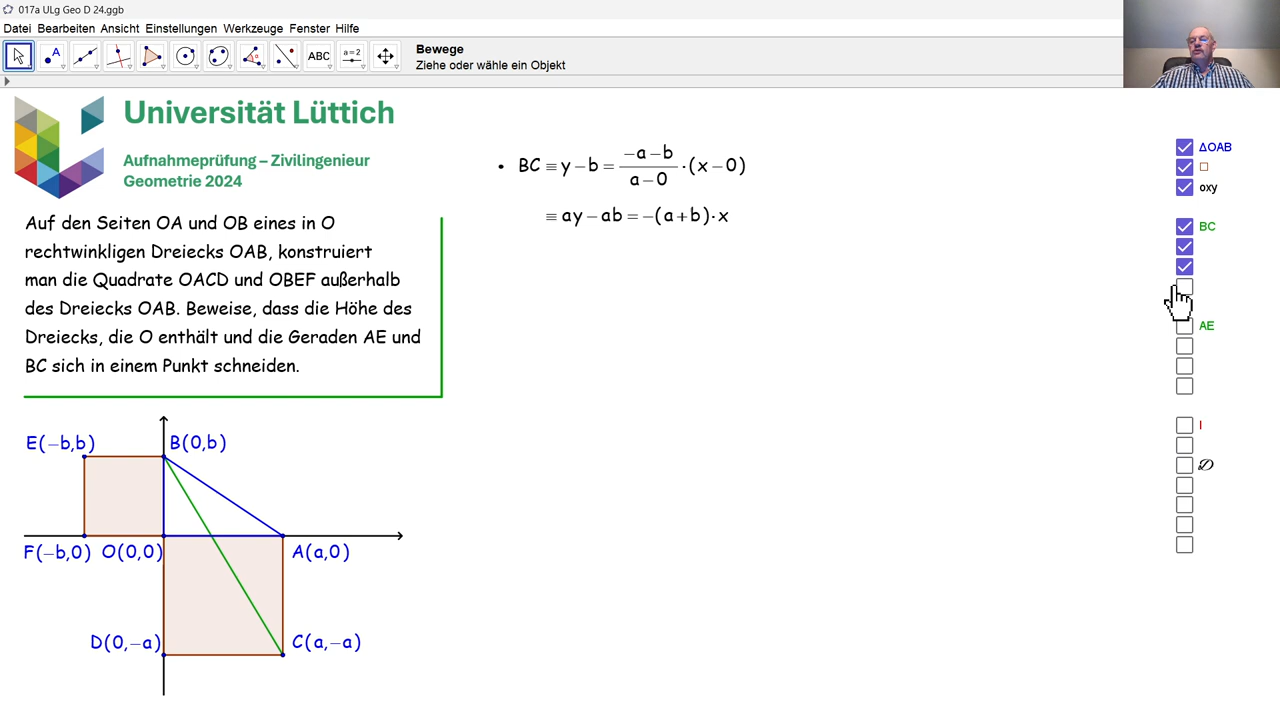 017a ULg Geo D 24.ggb
Datei Bearbeiten Ansicht Einstellungen Werkzeuge Fenster Hilfe
A
ABC
a=2
Bewege
Ziehe oder wähle ein Objekt
Universität Lüttich
Aufnahmeprüfung – Zivilingenieur
Geometrie 2024
Auf den Seiten OA und OB eines in O
rechtwinkligen Dreiecks OAB, konstruiert
man die Quadrate OACD und OBEF außerhalb
des Dreiecks OAB. Beweise, dass die Höhe des
Dreiecks, die O enthält und die Geraden AE und
BC sich in einem Punkt schneiden.
• BC ≡ y − b = \frac{−a − b}{a − 0} · (x − 0)
≡ ay − ab = −(a + b) · x
ΔOAB
□
oxy
BC
AE
I
𝒟
E(−b,b)
B(0,b)
F(−b,0)
O(0,0)
A(a,0)
D(0,−a)
C(a,−a)